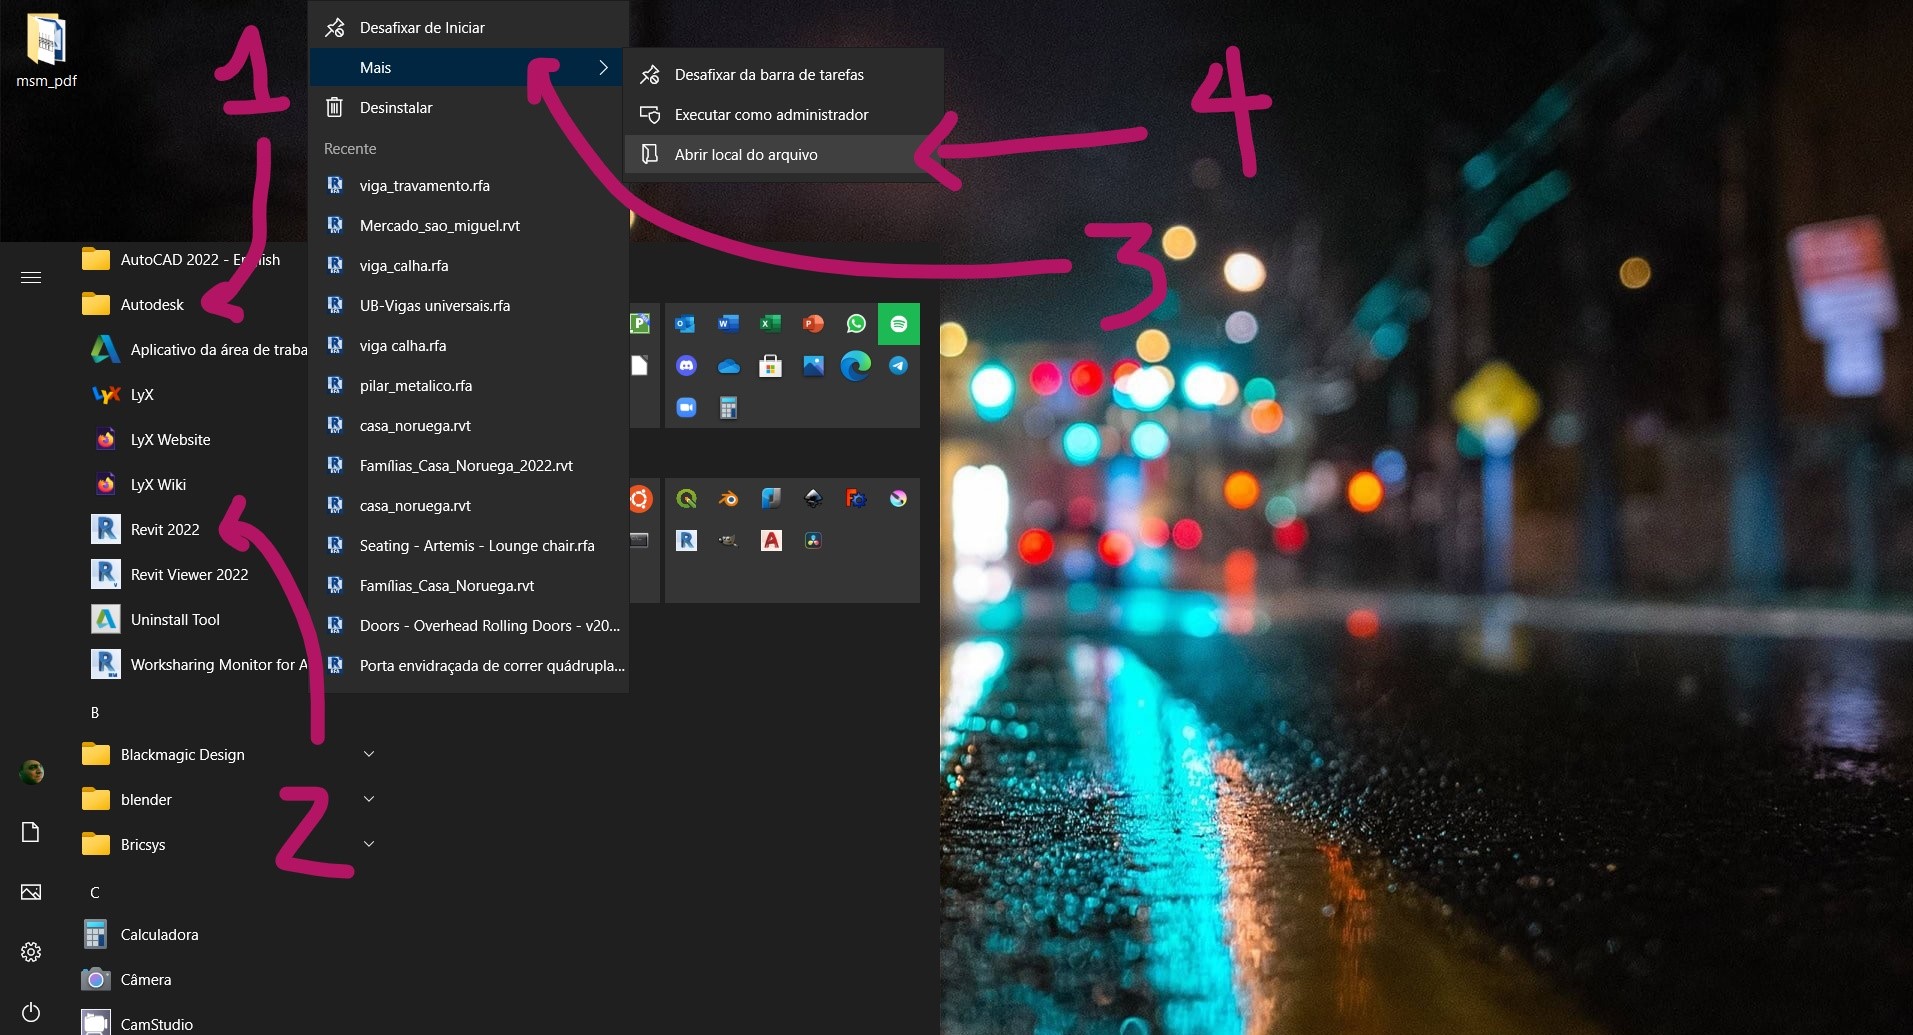 msm_pdf
1
Desafixar de Iniciar
Mais
Desinstalar
Recente
viga_travamento.rfa
Mercado_sao_miguel.rvt
viga_calha.rfa
UB-Vigas universais.rfa
viga calha.rfa
pilar_metalico.rfa
casa_noruega.rvt
Famílias_Casa_Noruega_2022.rvt
casa_noruega.rvt
Seating - Artemis - Lounge chair.rfa
Famílias_Casa_Noruega.rvt
Doors - Overhead Rolling Doors - v20...
Porta envidraçada de correr quádrupla...
Desafixar da barra de tarefas
Executar como administrador
Abrir local do arquivo
4
3
AutoCAD 2022 - English
Autodesk
Aplicativo da área de traba
LyX
LyX Website
LyX Wiki
Revit 2022
Revit Viewer 2022
Uninstall Tool
Worksharing Monitor for A
B
Blackmagic Design
blender
Bricsys
2
C
Calculadora
Câmera
CamStudio